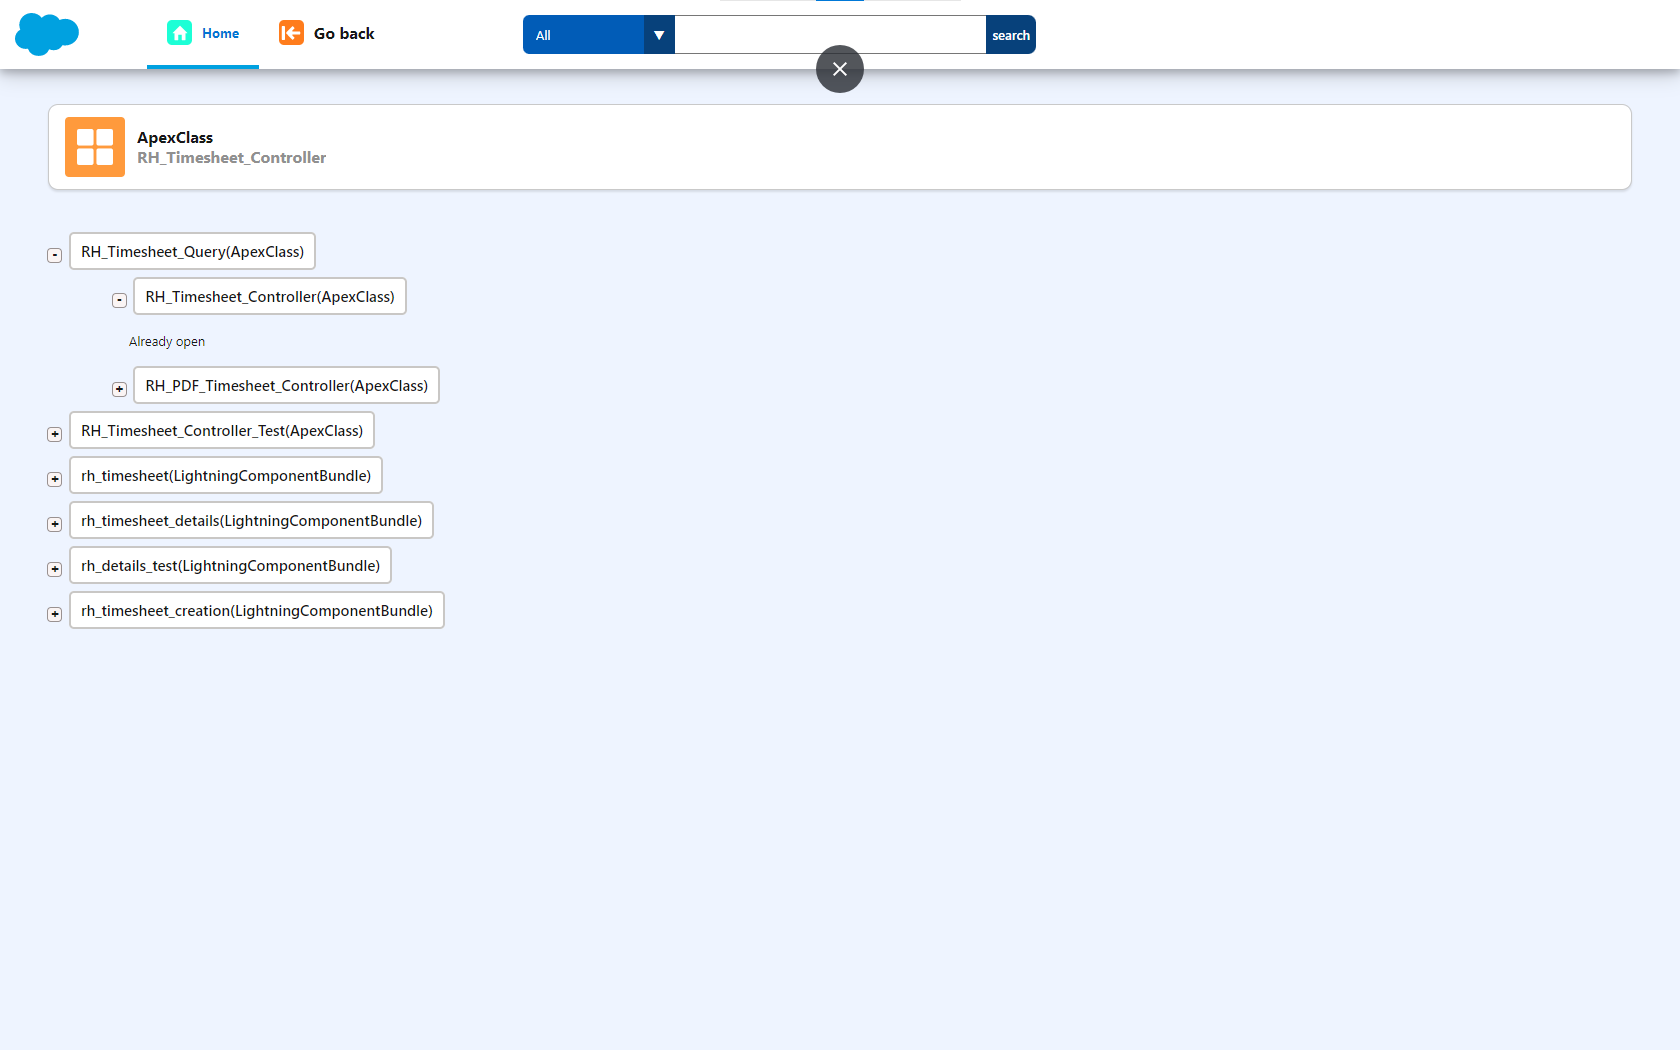 Home
Go back
All
▼
search
ApexClass
RH_Timesheet_Controller
- RH_Timesheet_Query(ApexClass)
- RH_Timesheet_Controller(ApexClass)
Already open
+ RH_PDF_Timesheet_Controller(ApexClass)
+ RH_Timesheet_Controller_Test(ApexClass)
+ rh_timesheet(LightningComponentBundle)
+ rh_timesheet_details(LightningComponentBundle)
+ rh_details_test(LightningComponentBundle)
+ rh_timesheet_creation(LightningComponentBundle)